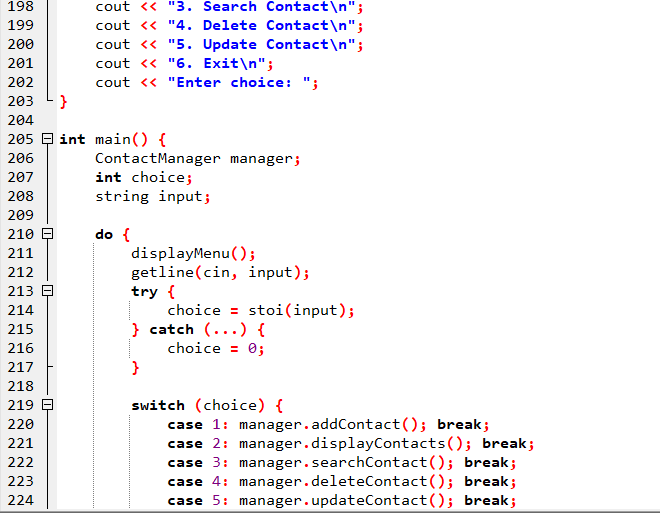 198 cout << "3. Search Contact\n";
199 cout << "4. Delete Contact\n";
200 cout << "5. Update Contact\n";
201 cout << "6. Exit\n";
202 cout << "Enter choice: ";
203 }
204
205 int main() {
206 ContactManager manager;
207 int choice;
208 string input;
209
210 do {
211 displayMenu();
212 getline(cin, input);
213 try {
214 choice = stoi(input);
215 } catch (...) {
216 choice = 0;
217 }
218
219 switch (choice) {
220 case 1: manager.addContact(); break;
221 case 2: manager.displayContacts(); break;
222 case 3: manager.searchContact(); break;
223 case 4: manager.deleteContact(); break;
224 case 5: manager.updateContact(); break;